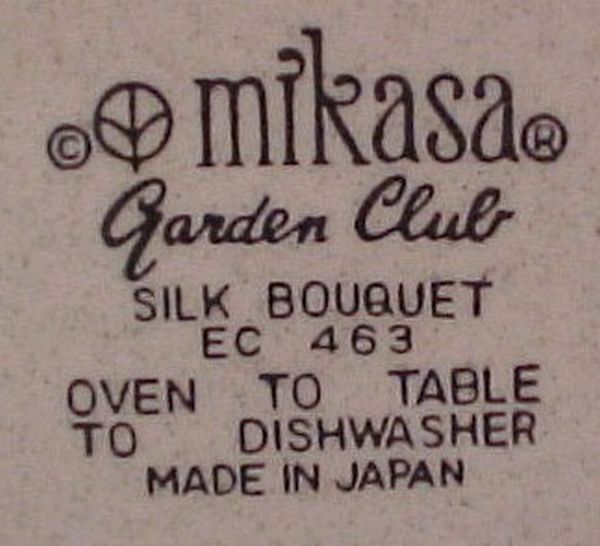 © mikasa®
Garden Club
SILK BOUQUET
EC 463
OVEN TO TABLE
TO DISHWASHER
MADE IN JAPAN